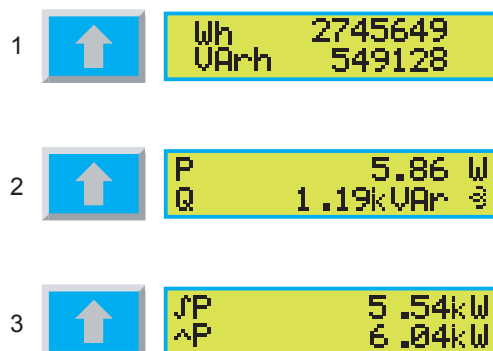 1
Wh 2745649
VArh 549128
2
P 5.86 W
Q 1.19kVAr
3
∫P 5.54kW
^P 6.04kW